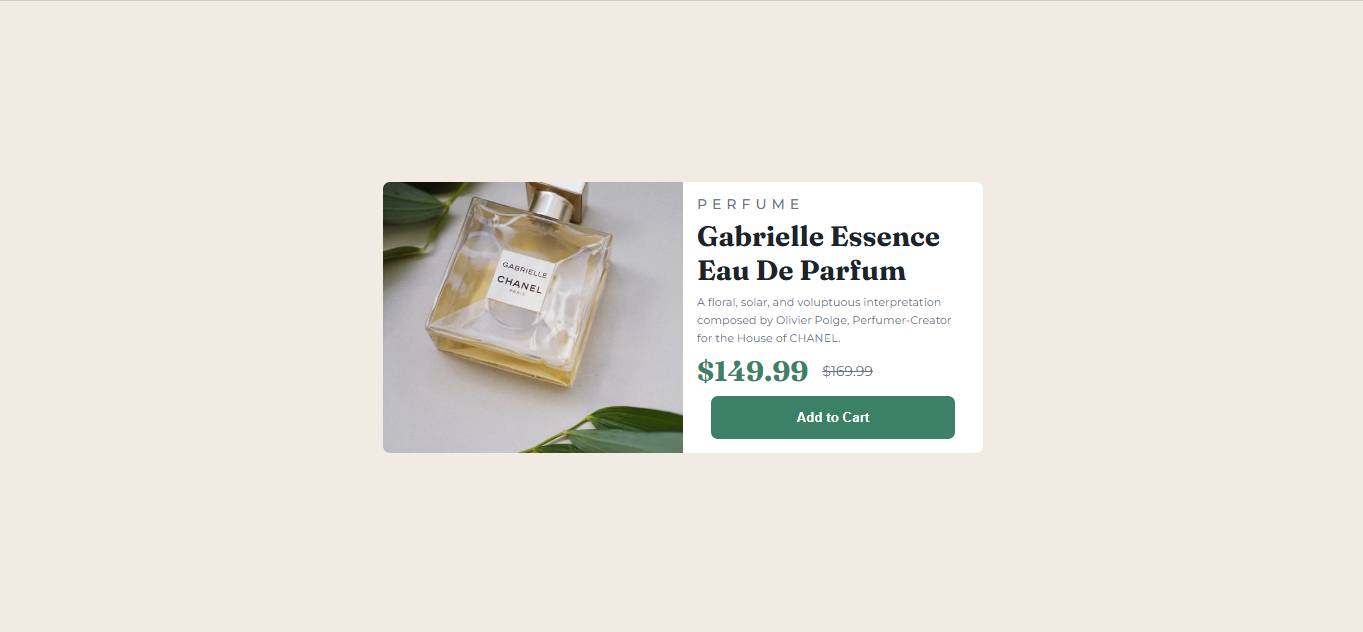 GABRIELLE
CHANEL
PARIS
PERFUME
Gabrielle Essence
Eau De Parfum
A floral, solar, and voluptuous interpretation
composed by Olivier Polge, Perfumer-Creator
for the House of CHANEL.
$149.99 $169.99
Add to Cart